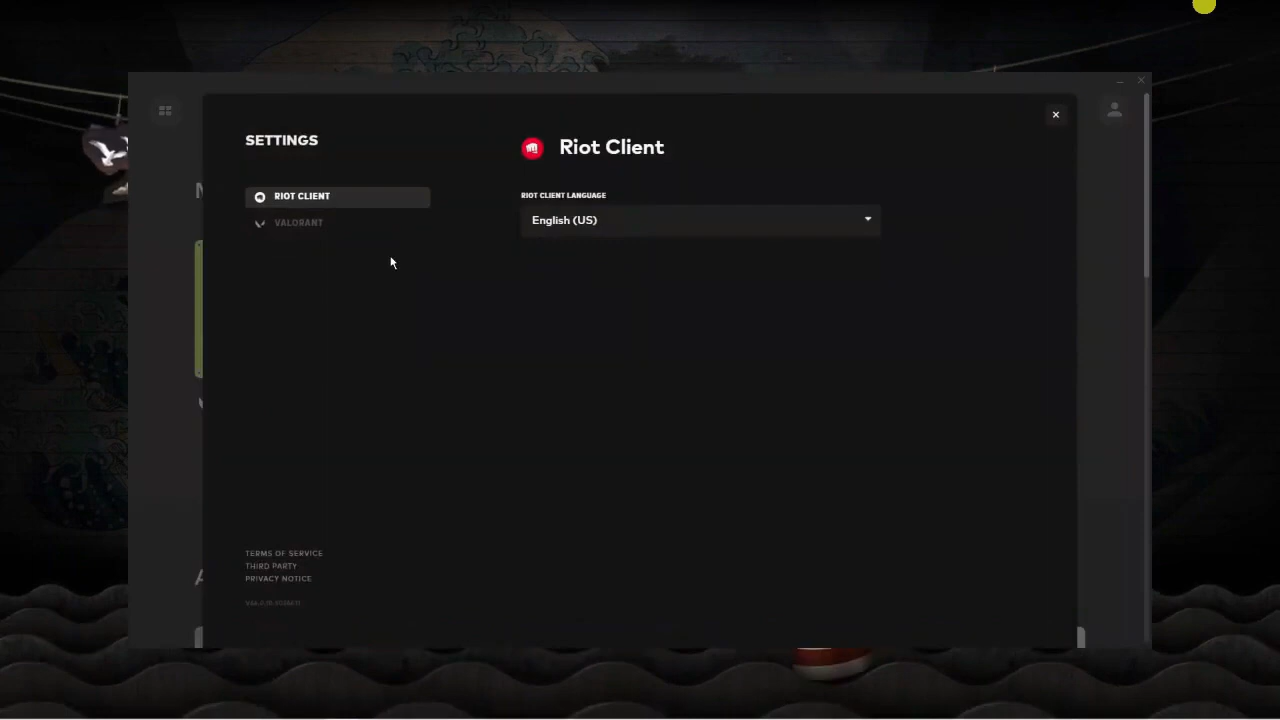 SETTINGS
Riot Client
RIOT CLIENT
RIOT CLIENT LANGUAGE
VALORANT
English (US)
TERMS OF SERVICE
THIRD PARTY
PRIVACY NOTICE